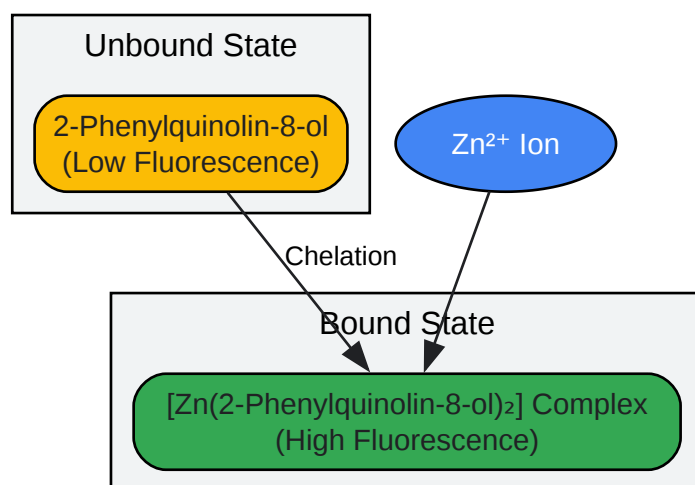 Unbound State
2-Phenylquinolin-8-ol
(Low Fluorescence)
Zn²⁺ Ion
Chelation
Bound State
[Zn(2-Phenylquinolin-8-ol)₂] Complex
(High Fluorescence)